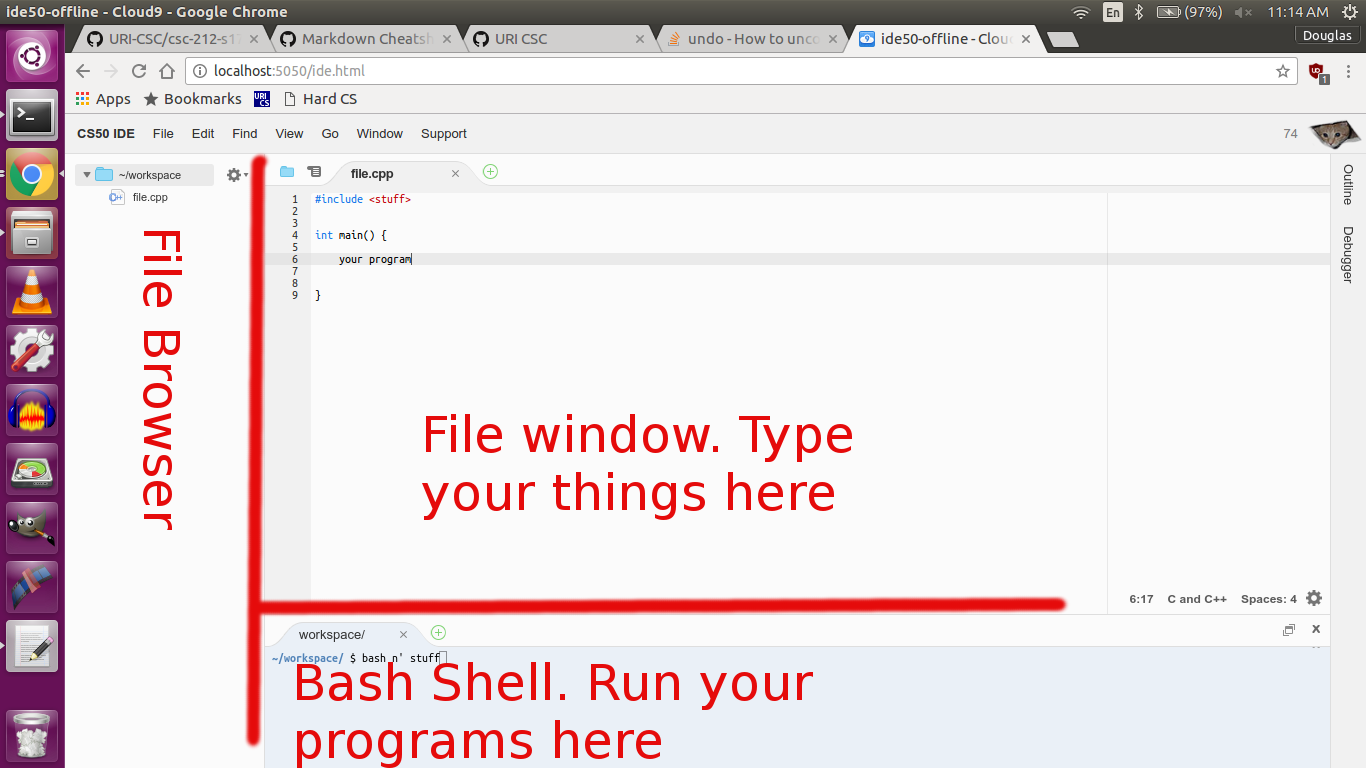 ide50-offline - Cloud9 - Google Chrome
En
(97%)
11:14 AM
Douglas
URI-CSC/csc-212-s1
Markdown Cheatsh
URI CSC
undo - How to unco
ide50-offline - Clou
localhost:5050/ide.html
1
Apps
Bookmarks
URI CS
Hard CS
CS50 IDE File Edit Find View Go Window Support
74
~/workspace
file.cpp
file.cpp
Outline
Debugger
1 #include <stuff>
2
3
4 int main() {
5
6 your program
7
8
9 }
File Browser
File window. Type
your things here
6:17 C and C++ Spaces: 4
workspace/
~/workspace/ $ bash n' stuff
Bash Shell. Run your
programs here